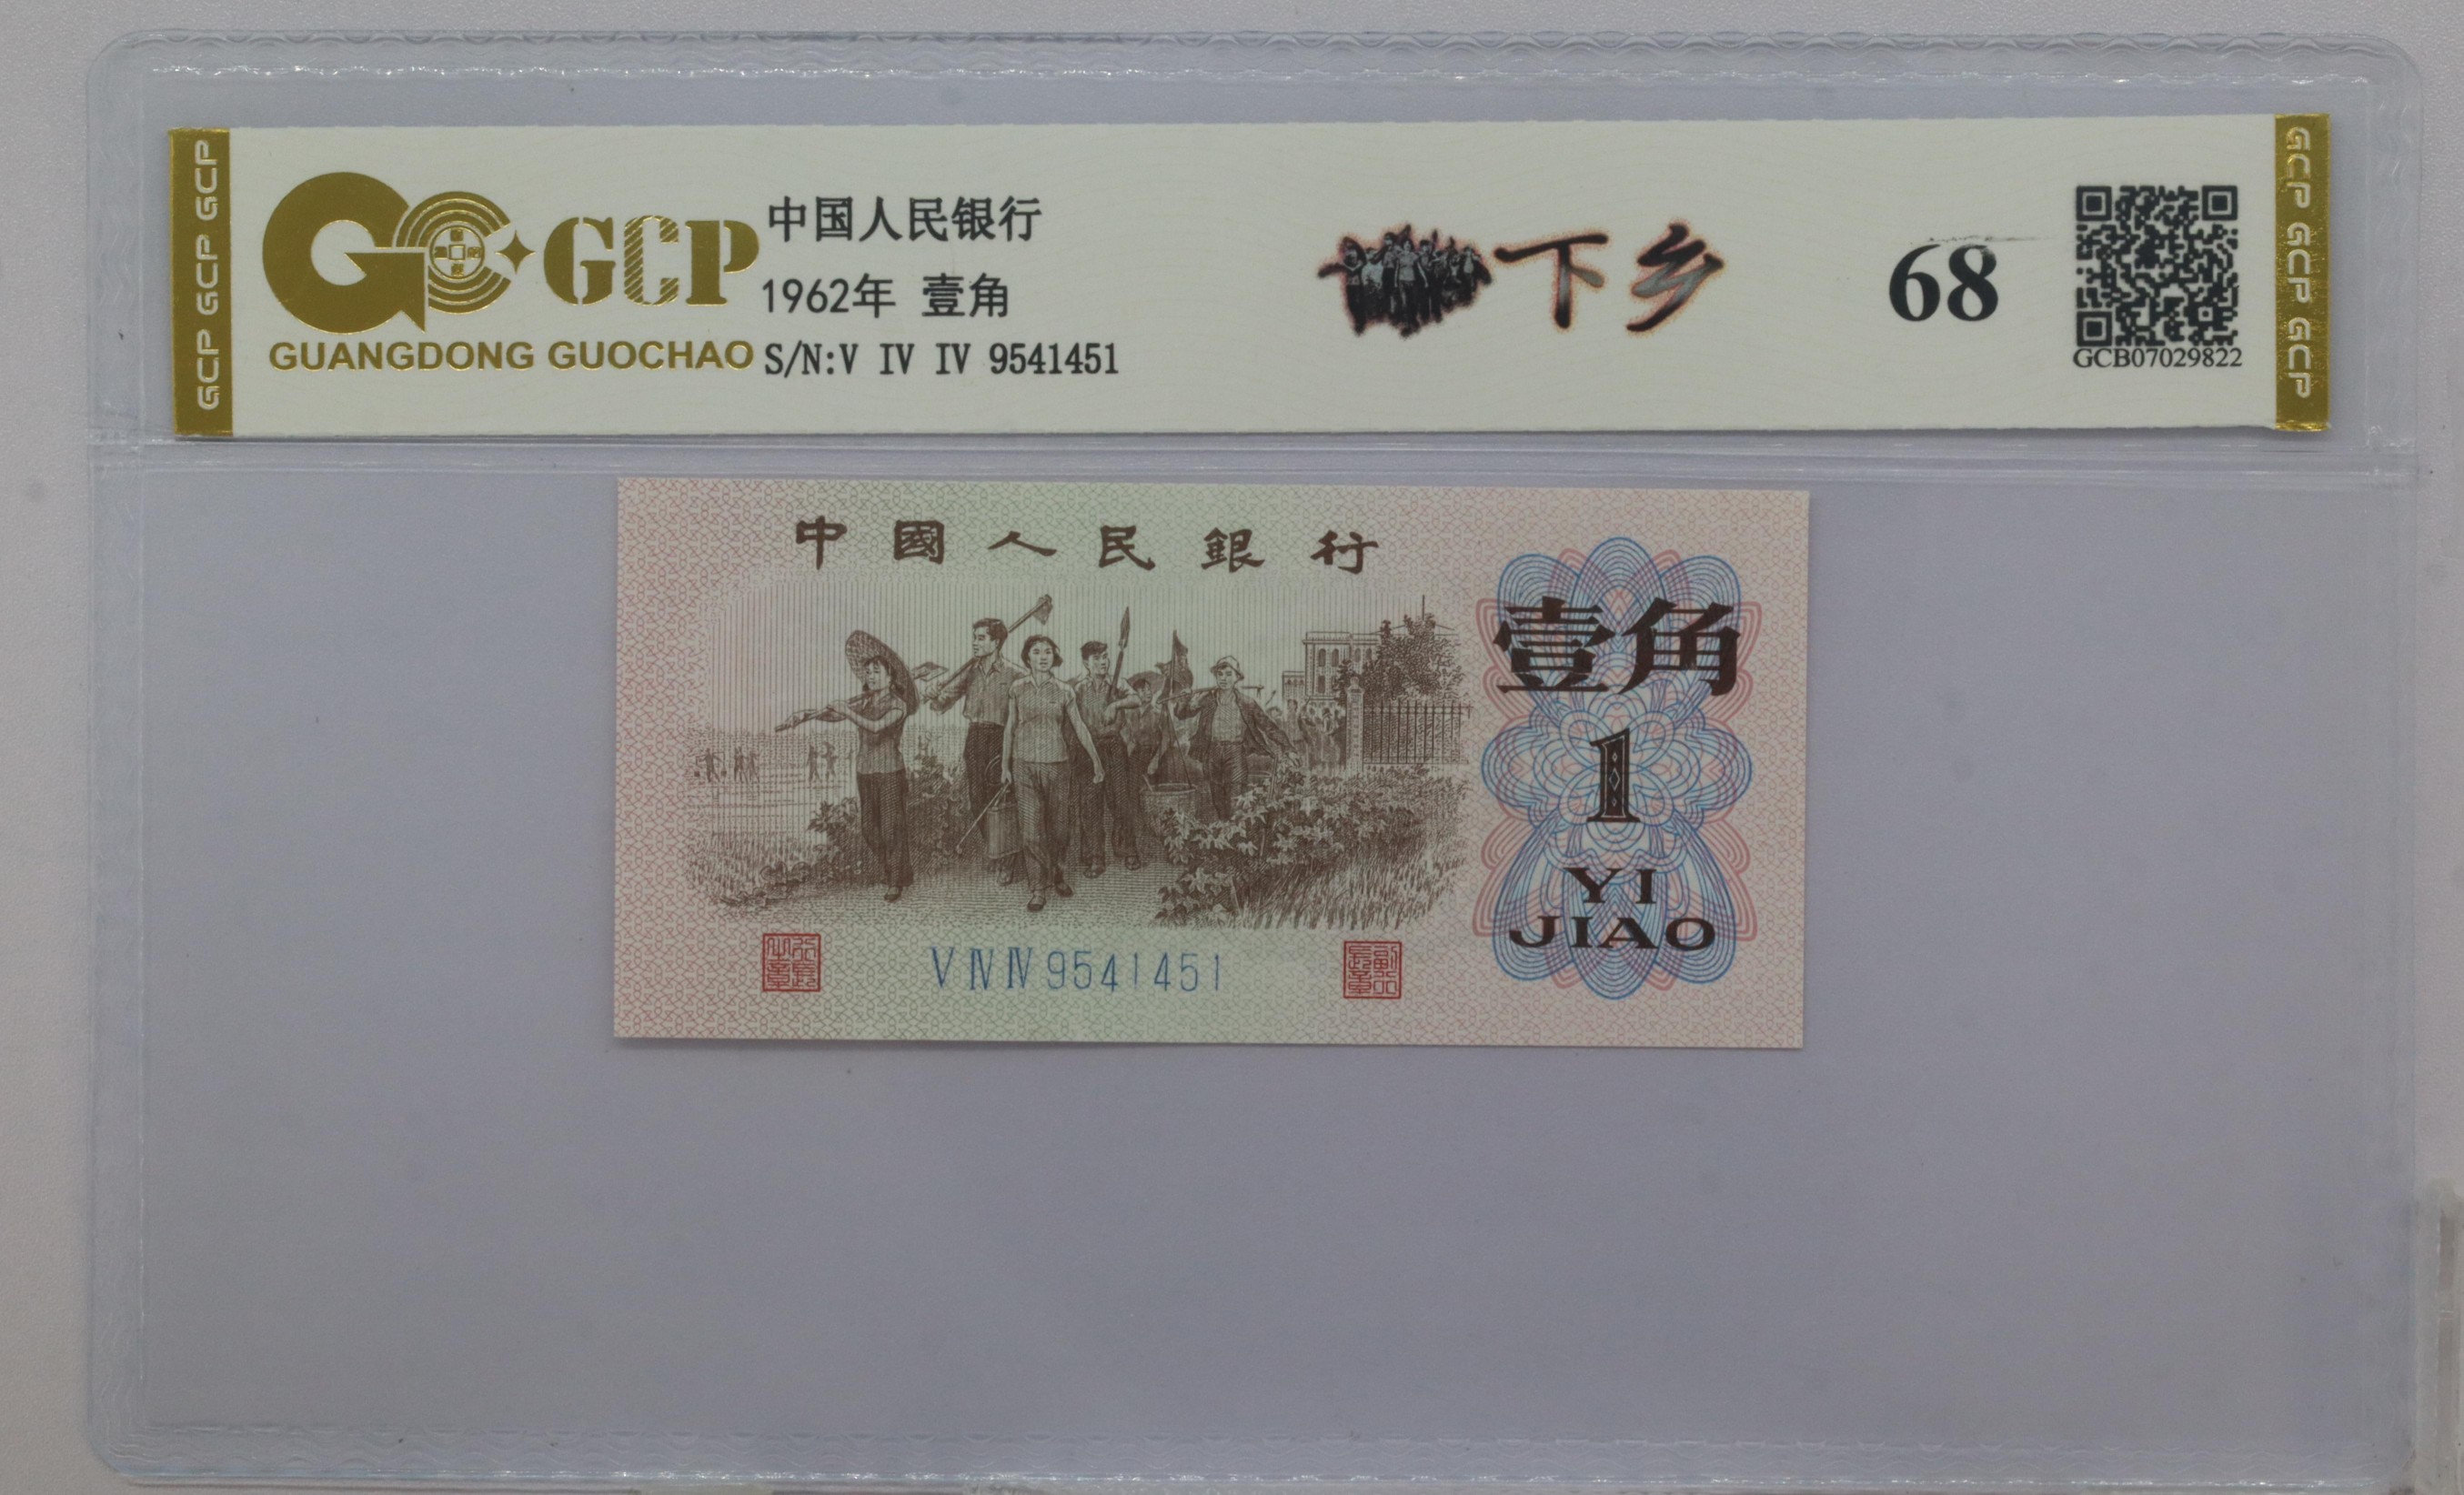 GCP GCP GCP
GCP
GUANGDONG GUOCHAO
中国人民银行
1962年 壹角
S/N:V IV IV 9541451
下乡
68
GCB07029822
GCP GCP GCP
中國人民銀行
壹角
1
YI
JIAO
V IV IV 9541451